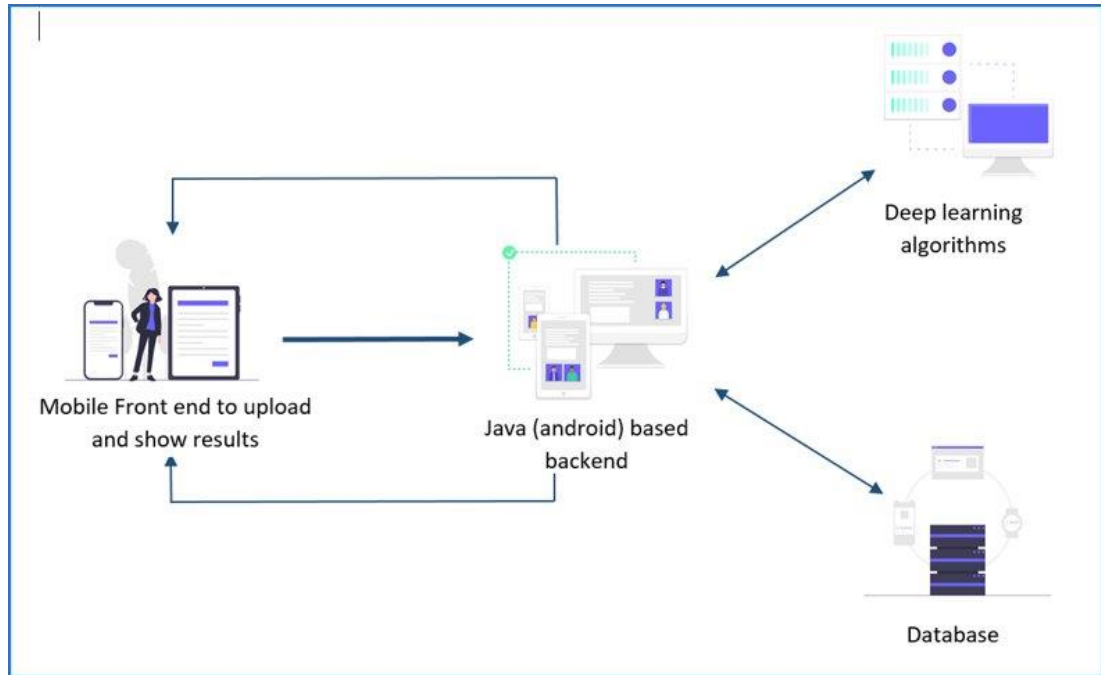 Deep learning
algorithms
Mobile Front end to upload
and show results
Java (android) based
backend
Database